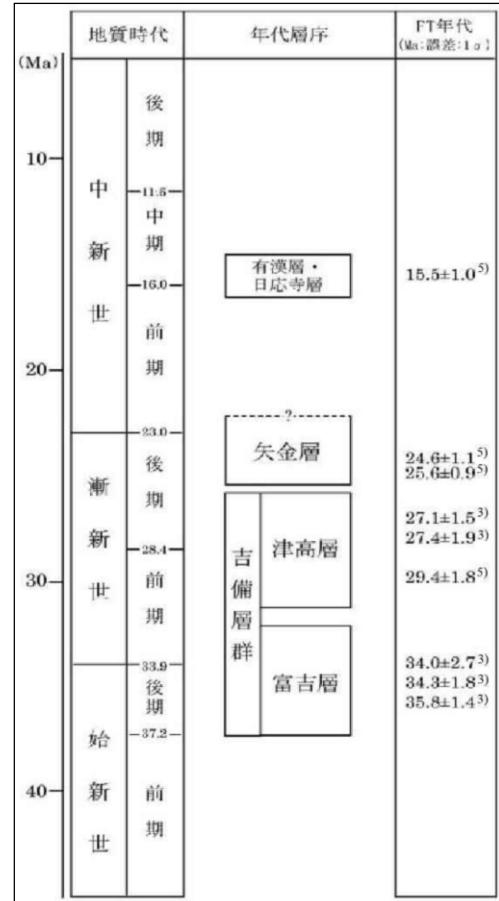 地質時代
年代層序
FT年代
(Ma:誤差:1σ)
(Ma)
10
20
30
40
中新世
後期
11.6
中期
16.0
前期
23.0
漸新世
後期
28.4
前期
33.9
始新世
後期
37.2
前期
有漢層・
日応寺層
?
矢金層
吉備層群
津高層
富吉層
15.5±1.0⁵⁾
24.6±1.1⁵⁾
25.6±0.9⁵⁾
27.1±1.5³⁾
27.4±1.9³⁾
29.4±1.8⁵⁾
34.0±2.7³⁾
34.3±1.8³⁾
35.8±1.4³⁾